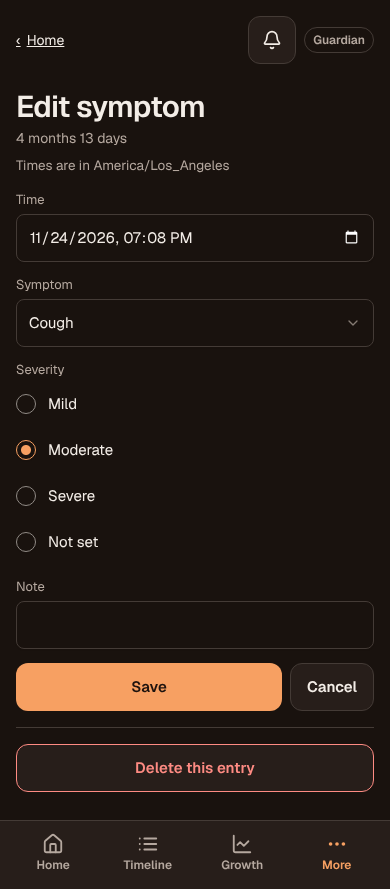 ‹ Home
Guardian
Edit symptom
4 months 13 days
Times are in America/Los_Angeles
Time
11/24/2026, 07:08 PM
Symptom
Cough
Severity
Mild
Moderate
Severe
Not set
Note
Save
Cancel
Delete this entry
Home
Timeline
Growth
More